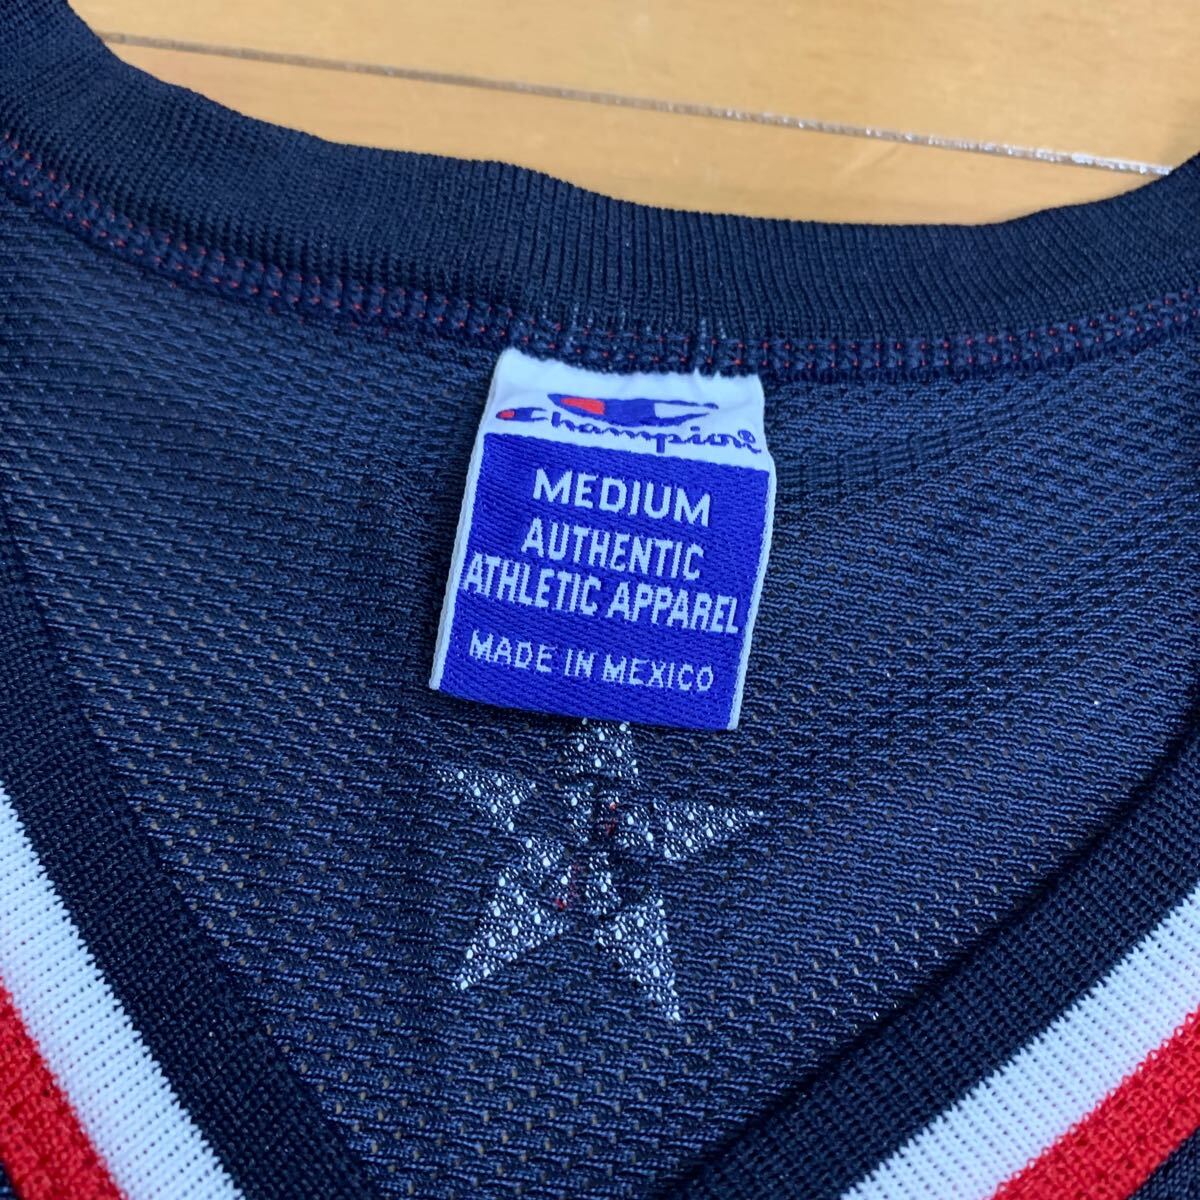 Champion®
MEDIUM
AUTHENTIC
ATHLETIC APPAREL
MADE IN MEXICO